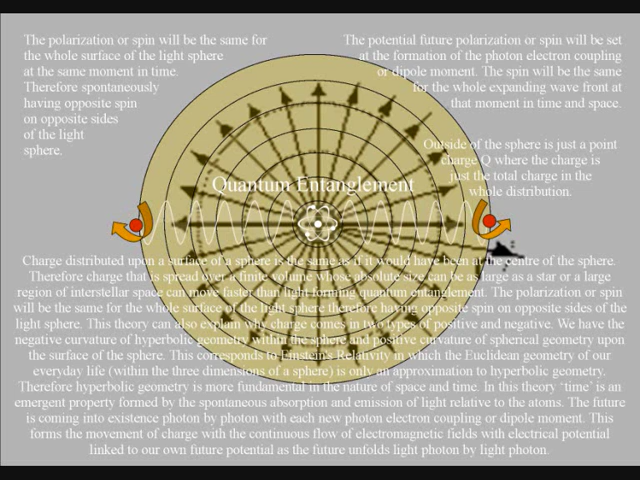 The polarization or spin will be the same for
the whole surface of the light sphere
at the same moment in time.
Therefore spontaneously
having opposite spin
on opposite sides
of the light
sphere.
The potential future polarization or spin will be set
at the formation of the photon electron coupling
or dipole moment. The spin will be the same
for the whole expanding wave front at
that moment in time and space.
Outside of the sphere is just a point
charge Q where the charge is
just the total charge in the
whole distribution.
Quantum Entanglement
Charge distributed upon a surface of a sphere is the same as if it would have been at the centre of the sphere.
Therefore charge that is spread over a finite volume whose absolute size can be as large as a star or a large
region of interstellar space can move faster than light forming quantum entanglement. The polarization or spin
will be the same for the whole surface of the light sphere therefore having opposite spin on opposite sides of the
light sphere. This theory can also explain why charge comes in two types of positive and negative. We have the
negative curvature of hyperbolic geometry within the sphere and positive curvature of spherical geometry upon
the surface of the sphere. This corresponds to Einstein's Relativity in which the Euclidean geometry of our
everyday life (within the three dimensions of a sphere) is only an approximation to hyperbolic geometry.
Therefore hyperbolic geometry is more fundamental in the nature of space and time. In this theory 'time' is an
emergent property formed by the spontaneous absorption and emission of light relative to the atoms. The future
is coming into existence photon by photon with each new photon electron coupling or dipole moment. This
forms the movement of charge with the continuous flow of electromagnetic fields with electrical potential
linked to our own future potential as the future unfolds light photon by light photon.